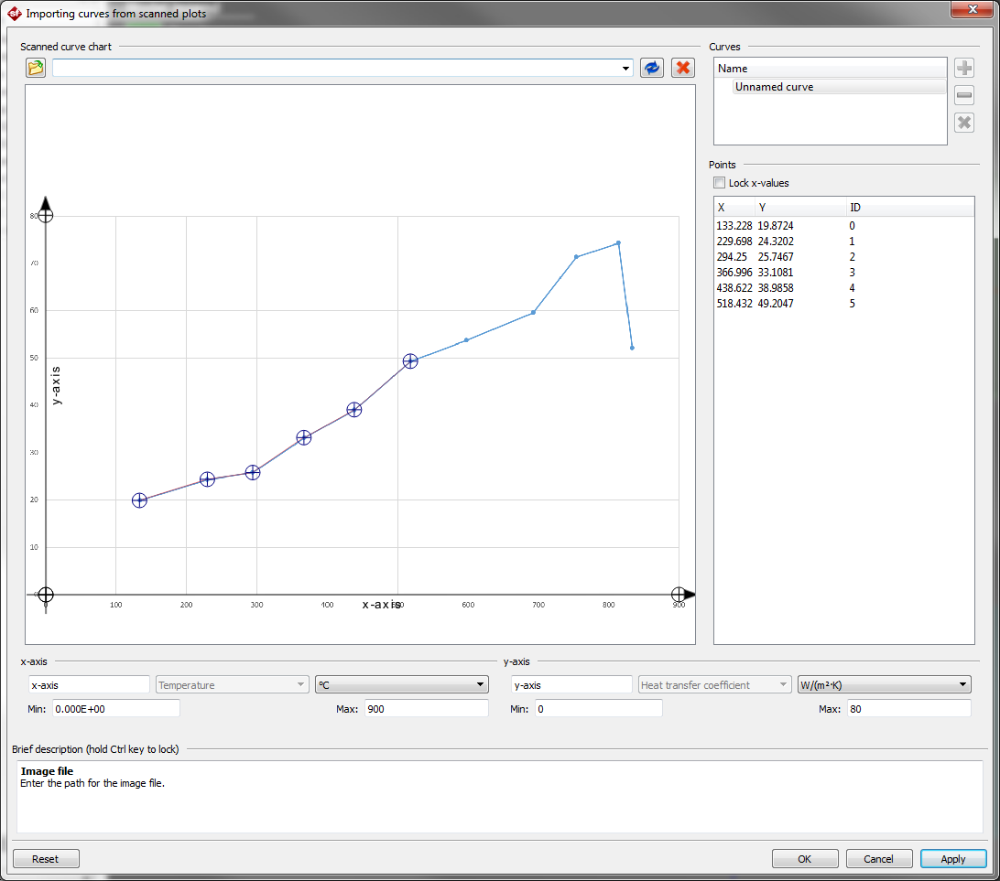 Importing curves from scanned plots
Scanned curve chart
Curves
Name
Unnamed curve
Points
Lock x-values
X Y ID
133.228 19.8724 0
229.698 24.3202 1
294.25 25.7467 2
366.996 33.1081 3
438.622 38.9858 4
518.432 49.2047 5
80
70
60
50
40
30
20
10
0
y-axis
0 100 200 300 400 500 600 700 800 900
x-axis
x-axis
x-axis Temperature °C
Min: 0.000E+00 Max: 900
y-axis
y-axis Heat transfer coefficient W/(m²·K)
Min: 0 Max: 80
Brief description (hold Ctrl key to lock)
Image file
Enter the path for the image file.
Reset OK Cancel Apply